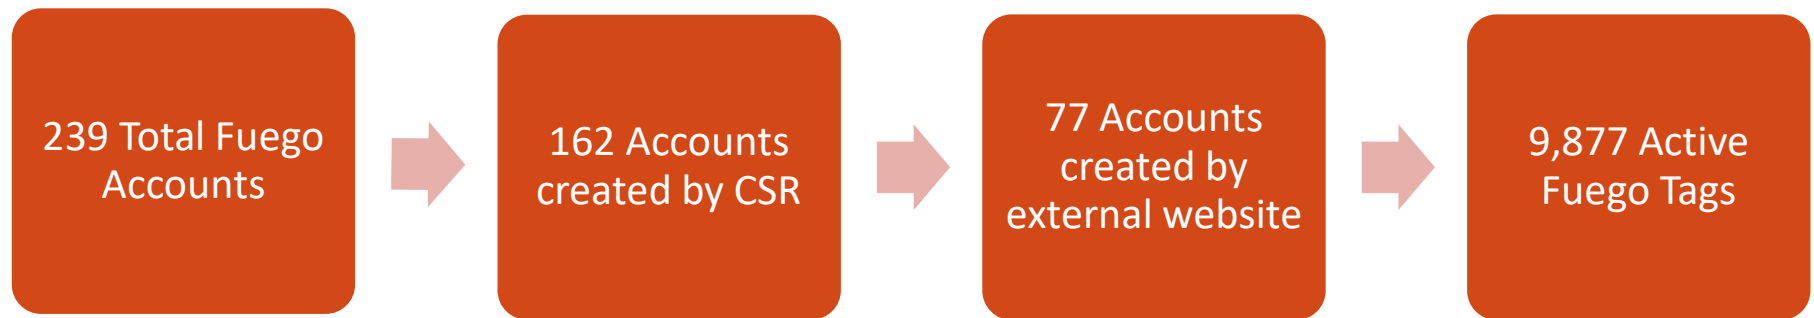 239 Total Fuego
Accounts
162 Accounts
created by CSR
77 Accounts
created by
external website
9,877 Active
Fuego Tags